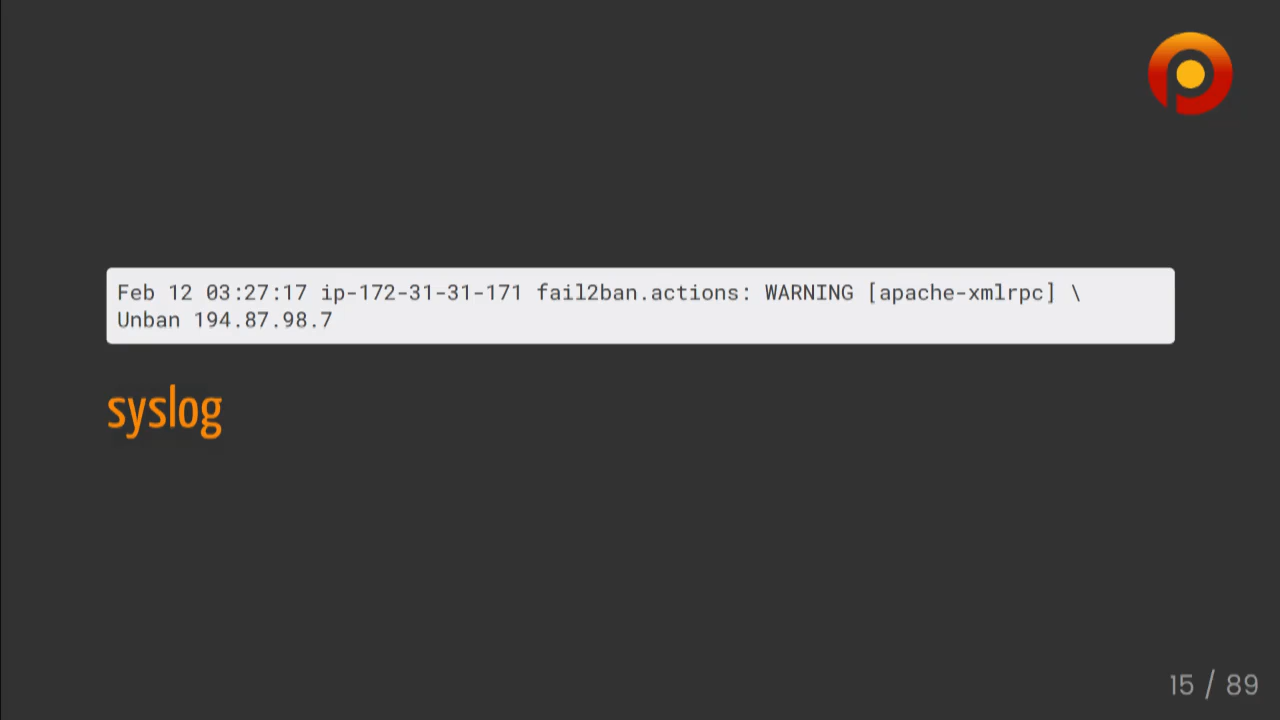 Feb 12 03:27:17 ip-172-31-31-171 fail2ban.actions: WARNING [apache-xmlrpc] \
Unban 194.87.98.7
syslog
15 / 89